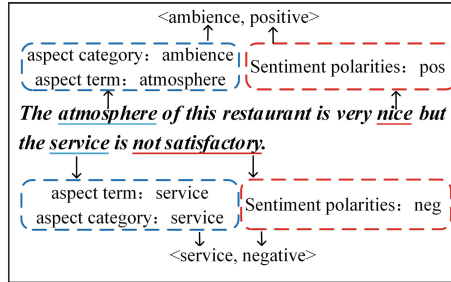 <ambience, positive>
aspect category：ambience
aspect term：atmosphere
Sentiment polarities：pos
The atmosphere of this restaurant is very nice but
the service is not satisfactory.
aspect term：service
aspect category：service
Sentiment polarities：neg
<service, negative>